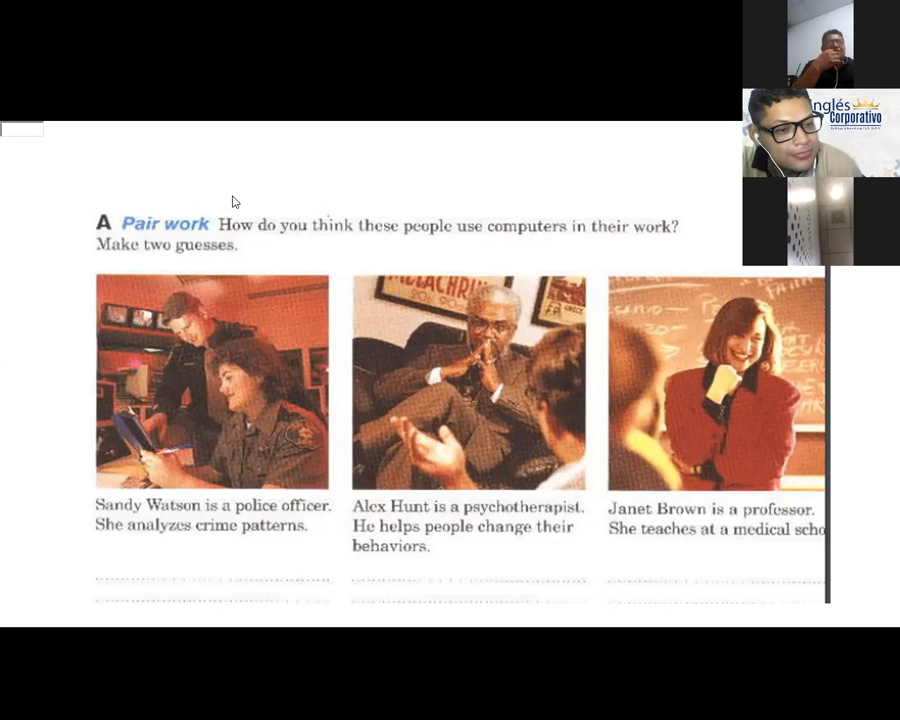 A Pair work How do you think these people use computers in their work?
Make two guesses.
Sandy Watson is a police officer.
She analyzes crime patterns.
Alex Hunt is a psychotherapist.
He helps people change their
behaviors.
Janet Brown is a professor.
She teaches at a medical scho
Inglés
Corporativo